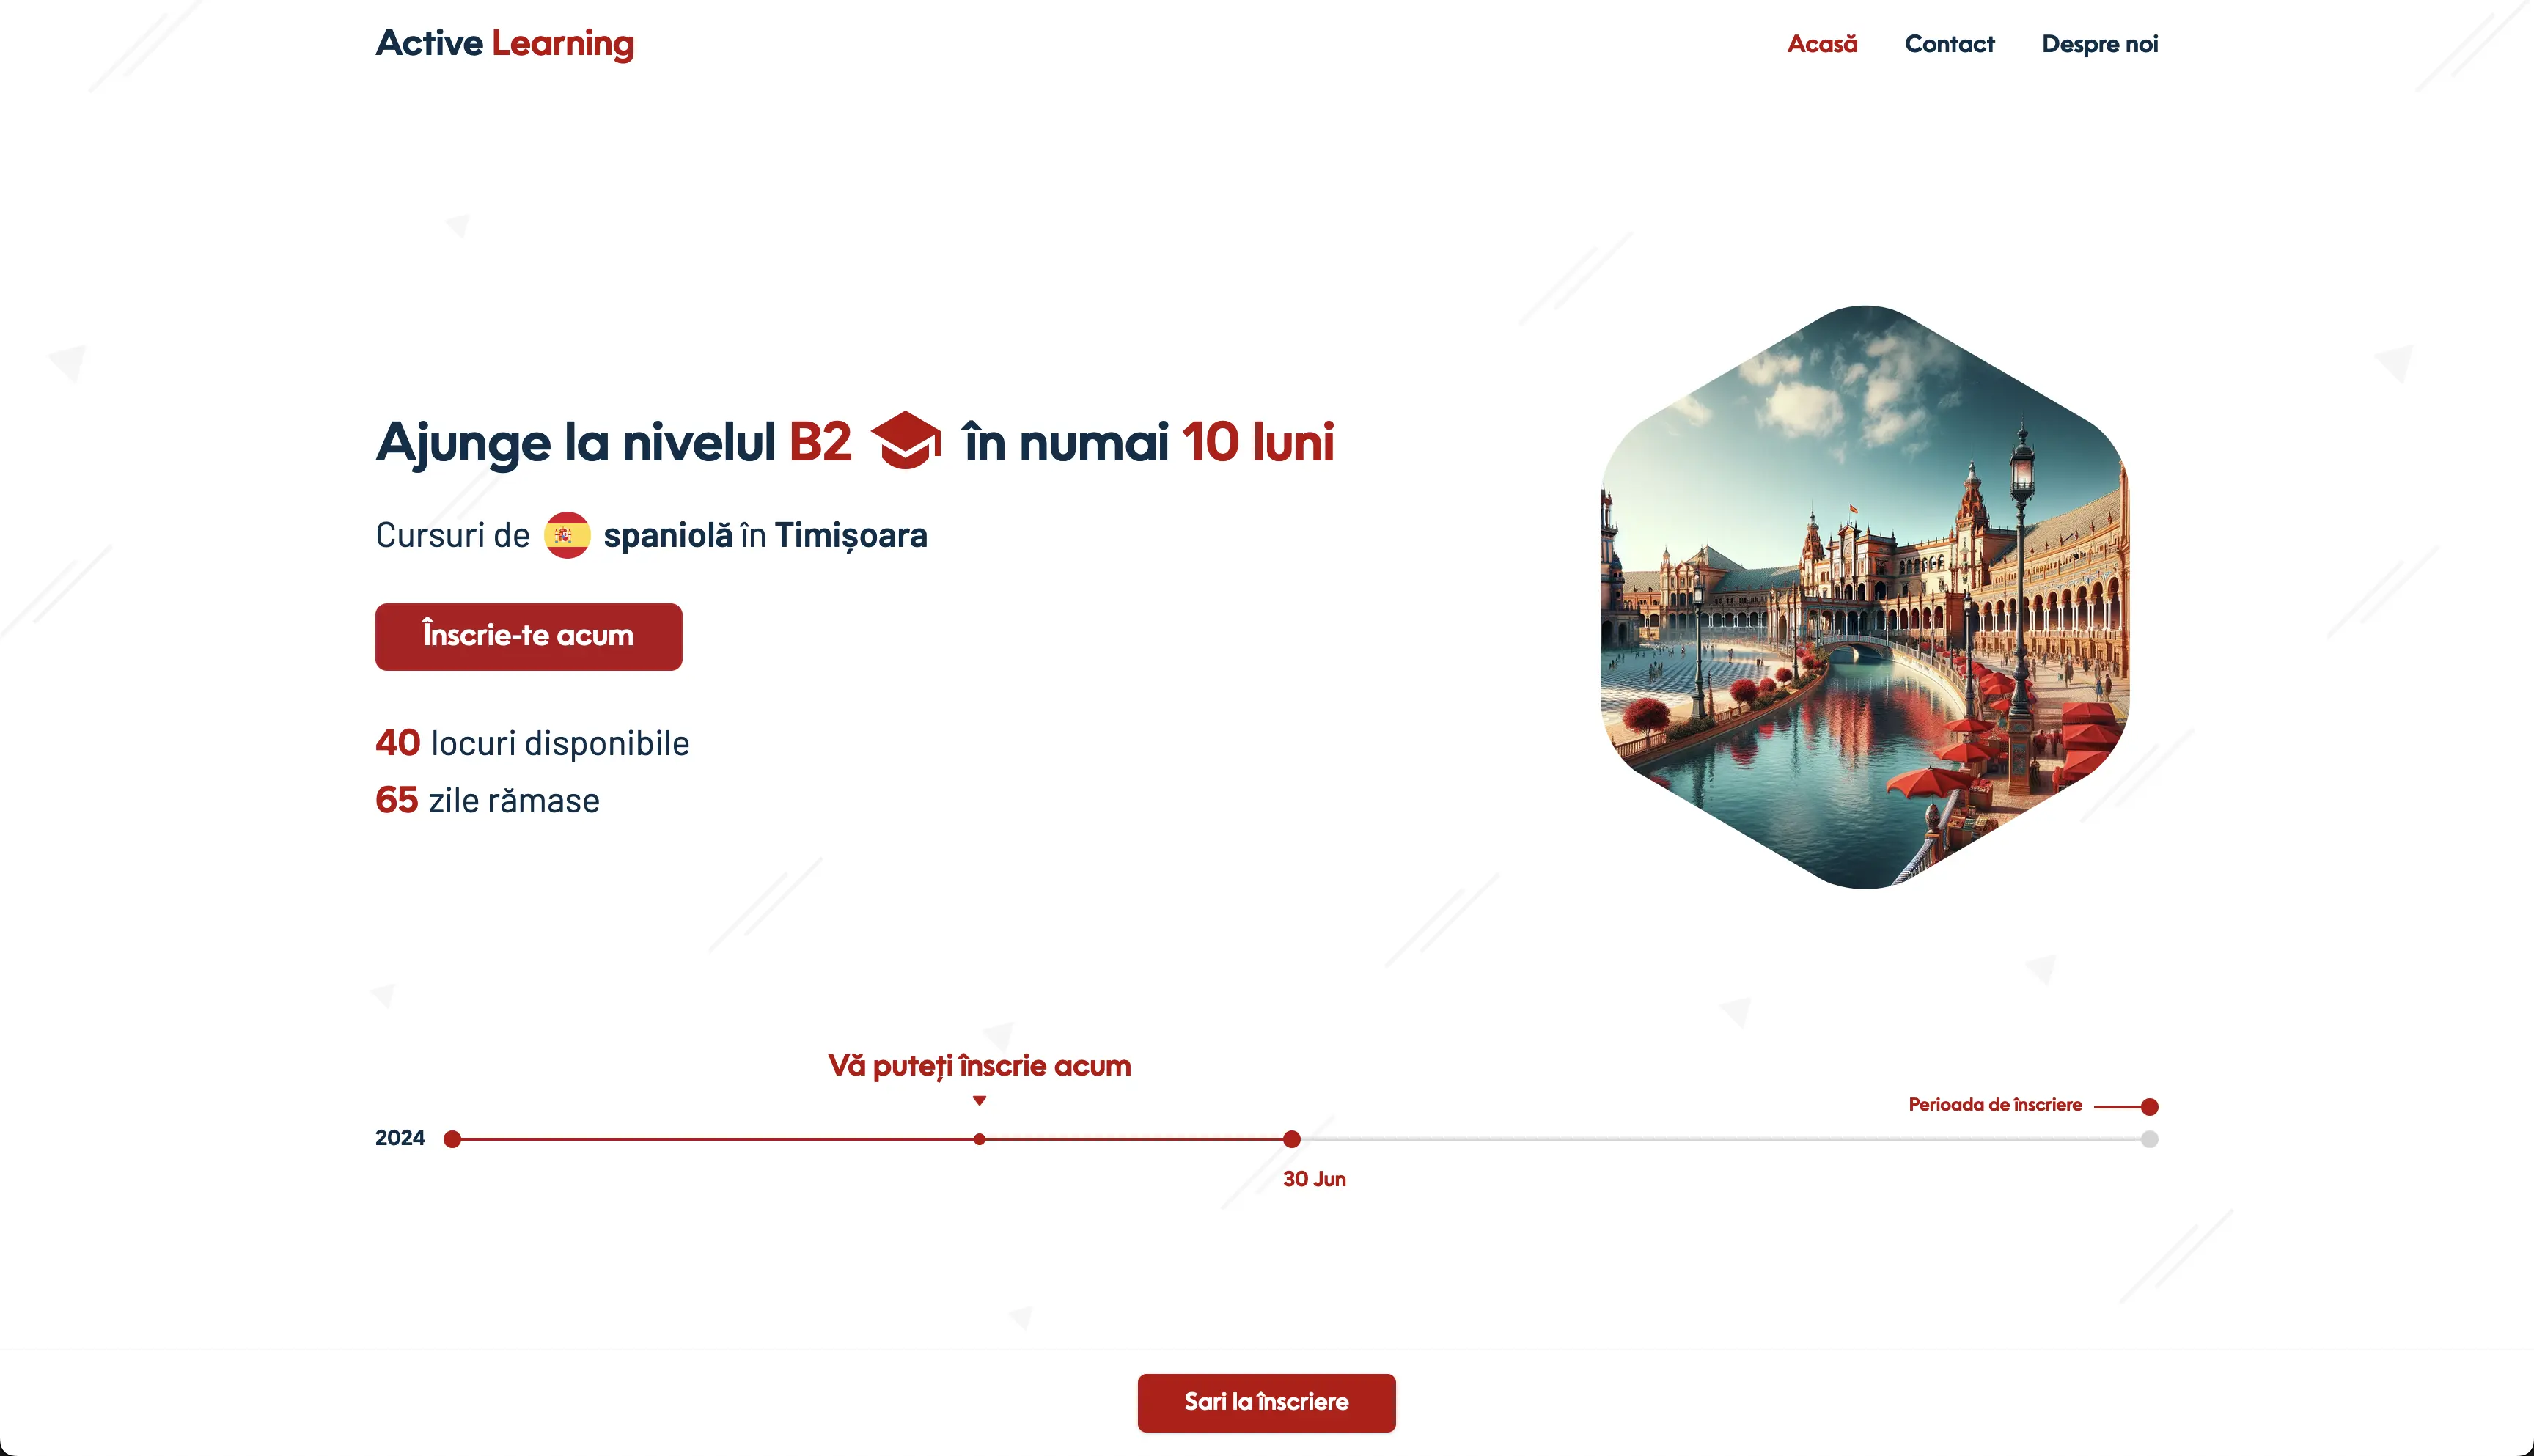 Active Learning
Acasă Contact Despre noi
Ajunge la nivelul B2 în numai 10 luni
Cursuri de spaniolă în Timișoara
Înscrie-te acum
40 locuri disponibile
65 zile rămase
Vă puteți înscrie acum
Perioada de înscriere
2024
30 Jun
Sari la înscriere